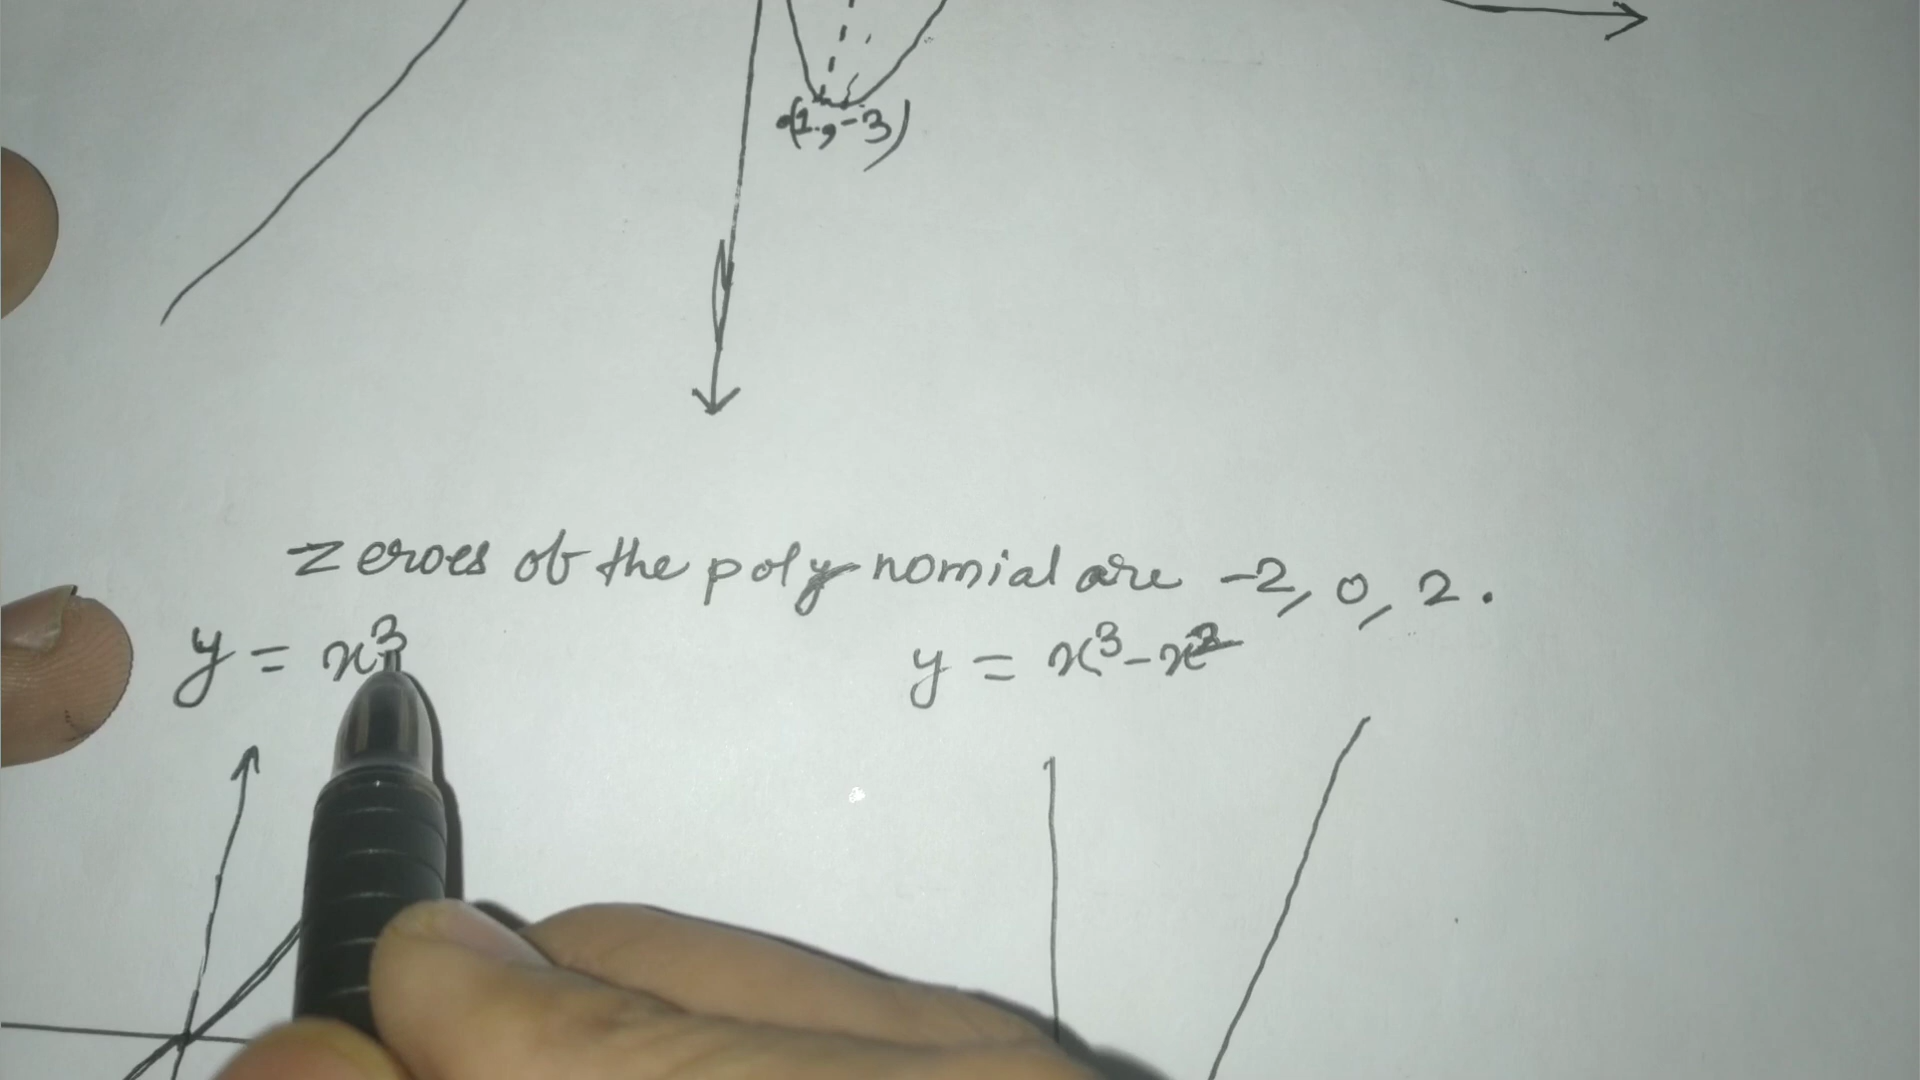 (1, -3)
Zeroes of the polynomial are -2, 0, 2.
y = x³ y = x³-x²